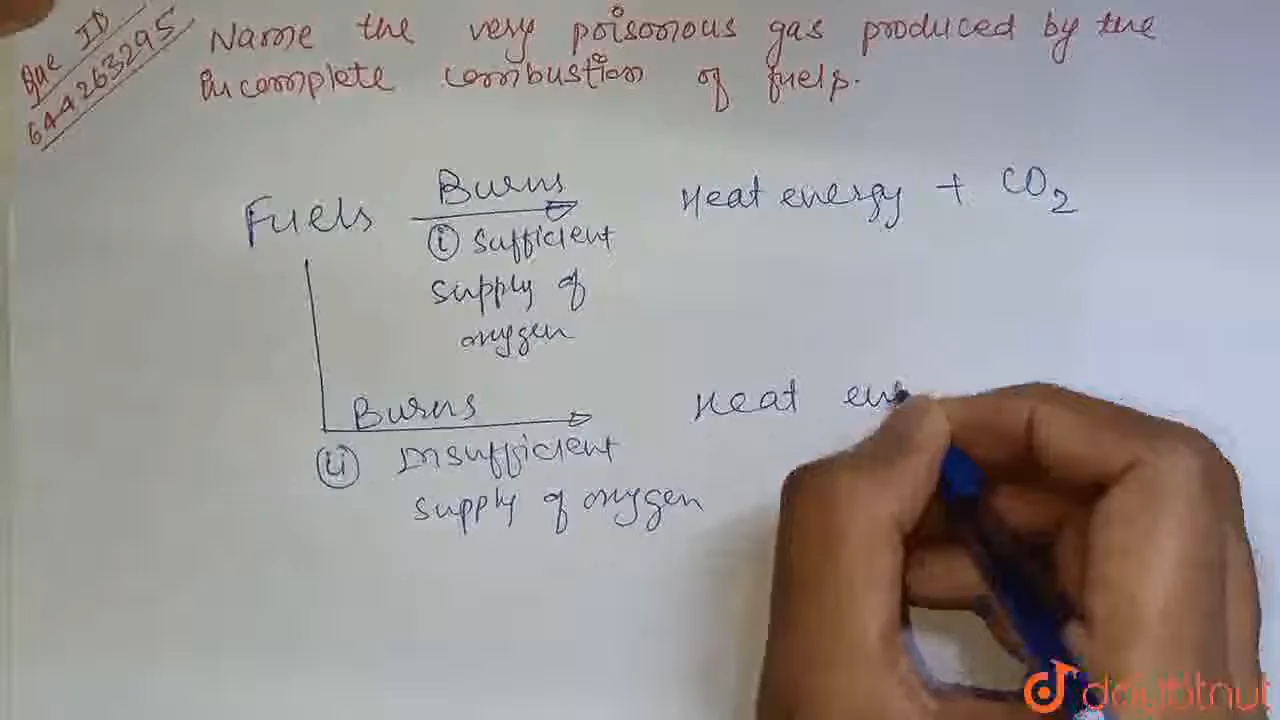 Que ID
644263295
Name the very poisonous gas produced by the
incomplete combustion of fuels.
Fuels Burns Heat energy + CO2
(i) Sufficient
supply of
oxygen
Burns Heat ene
(ii) Insufficient
supply of oxygen
doubtnut